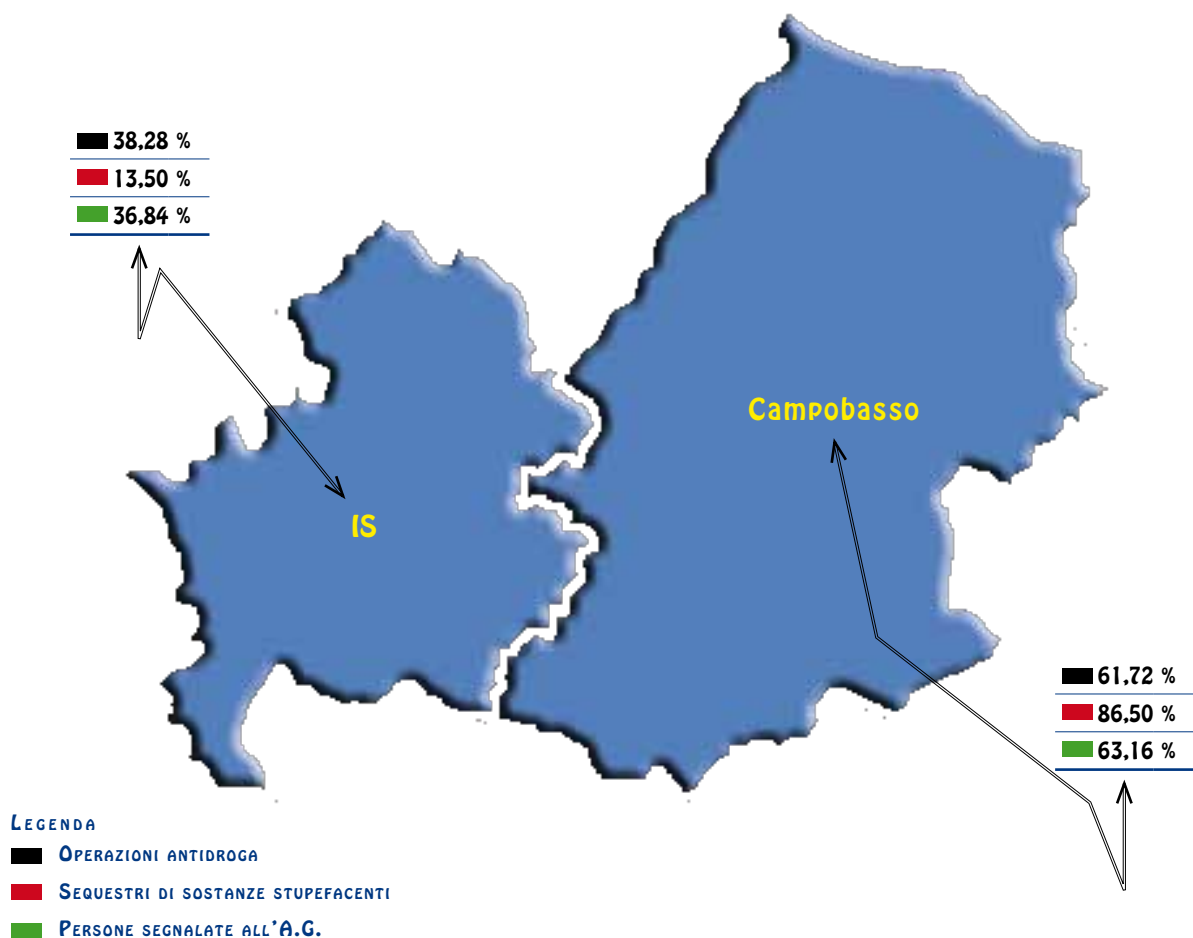 38,28 %
13,50 %
36,84 %
Campobasso
IS
61,72 %
86,50 %
63,16 %
Legenda
Operazioni antidroga
Sequestri di sostanze stupefacenti
Persone segnalate all'A.G.